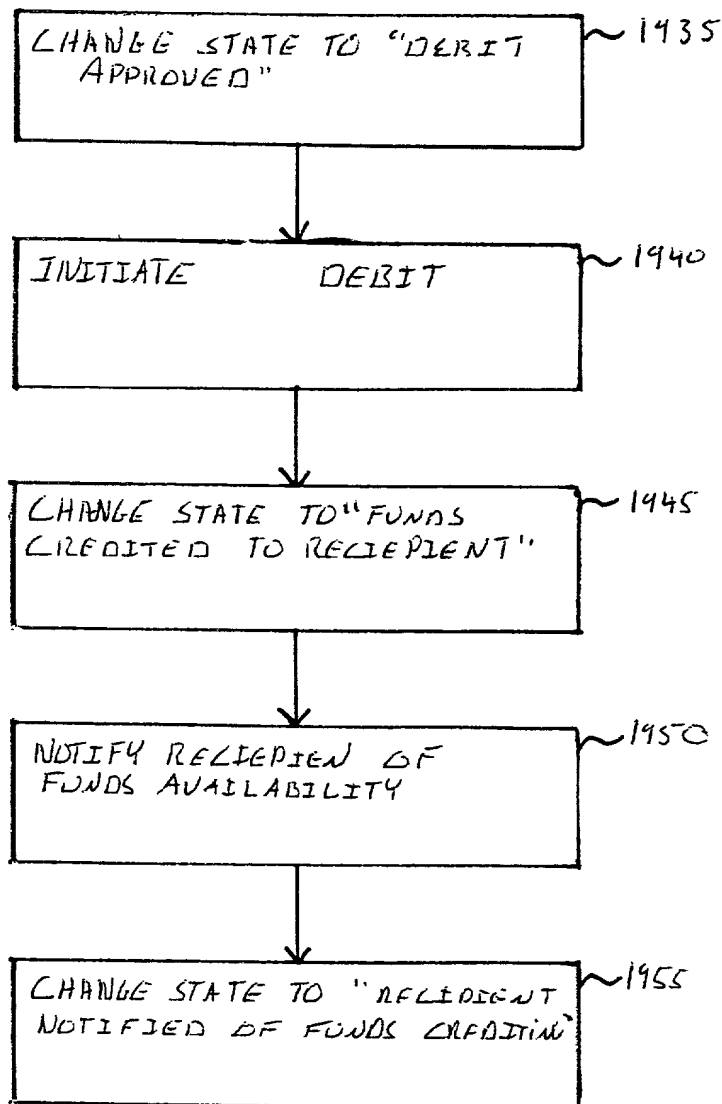 CHANGE STATE TO "DEBIT
APPROVED"
1935
INITIATE DEBIT
1940
CHANGE STATE TO "FUNDS
CREDITED TO RECIEPIENT"
1945
NOTIFY RECIEPIEN OF
FUNDS AVAILABILITY
1950
CHANGE STATE TO "RECIPIENT
NOTIFIED OF FUNDS CREDITIN"
1955